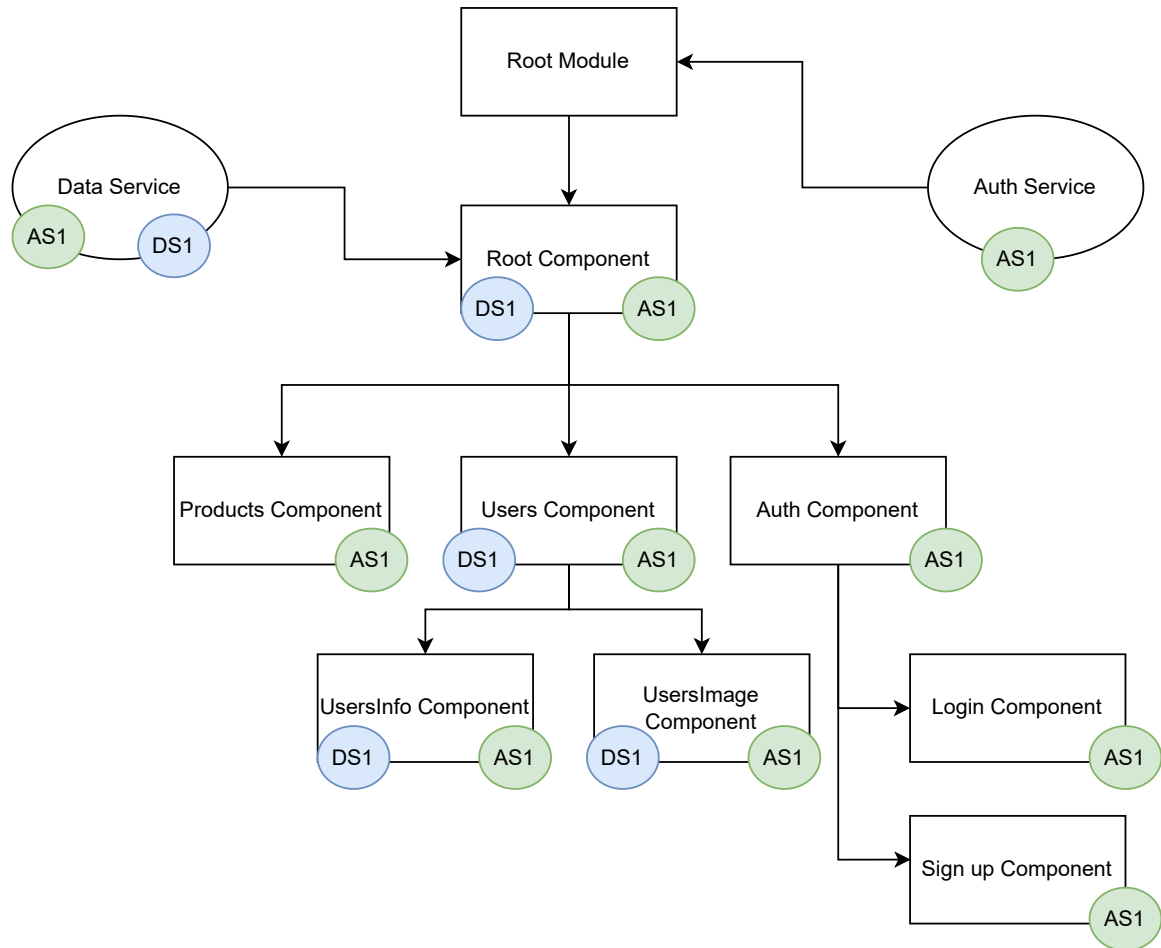 Root Module
Data Service
AS1
DS1
Auth Service
AS1
Root Component
DS1
AS1
Products Component
AS1
Users Component
DS1
AS1
Auth Component
AS1
UsersInfo Component
DS1
AS1
UsersImage
Component
DS1
AS1
Login Component
AS1
Sign up Component
AS1